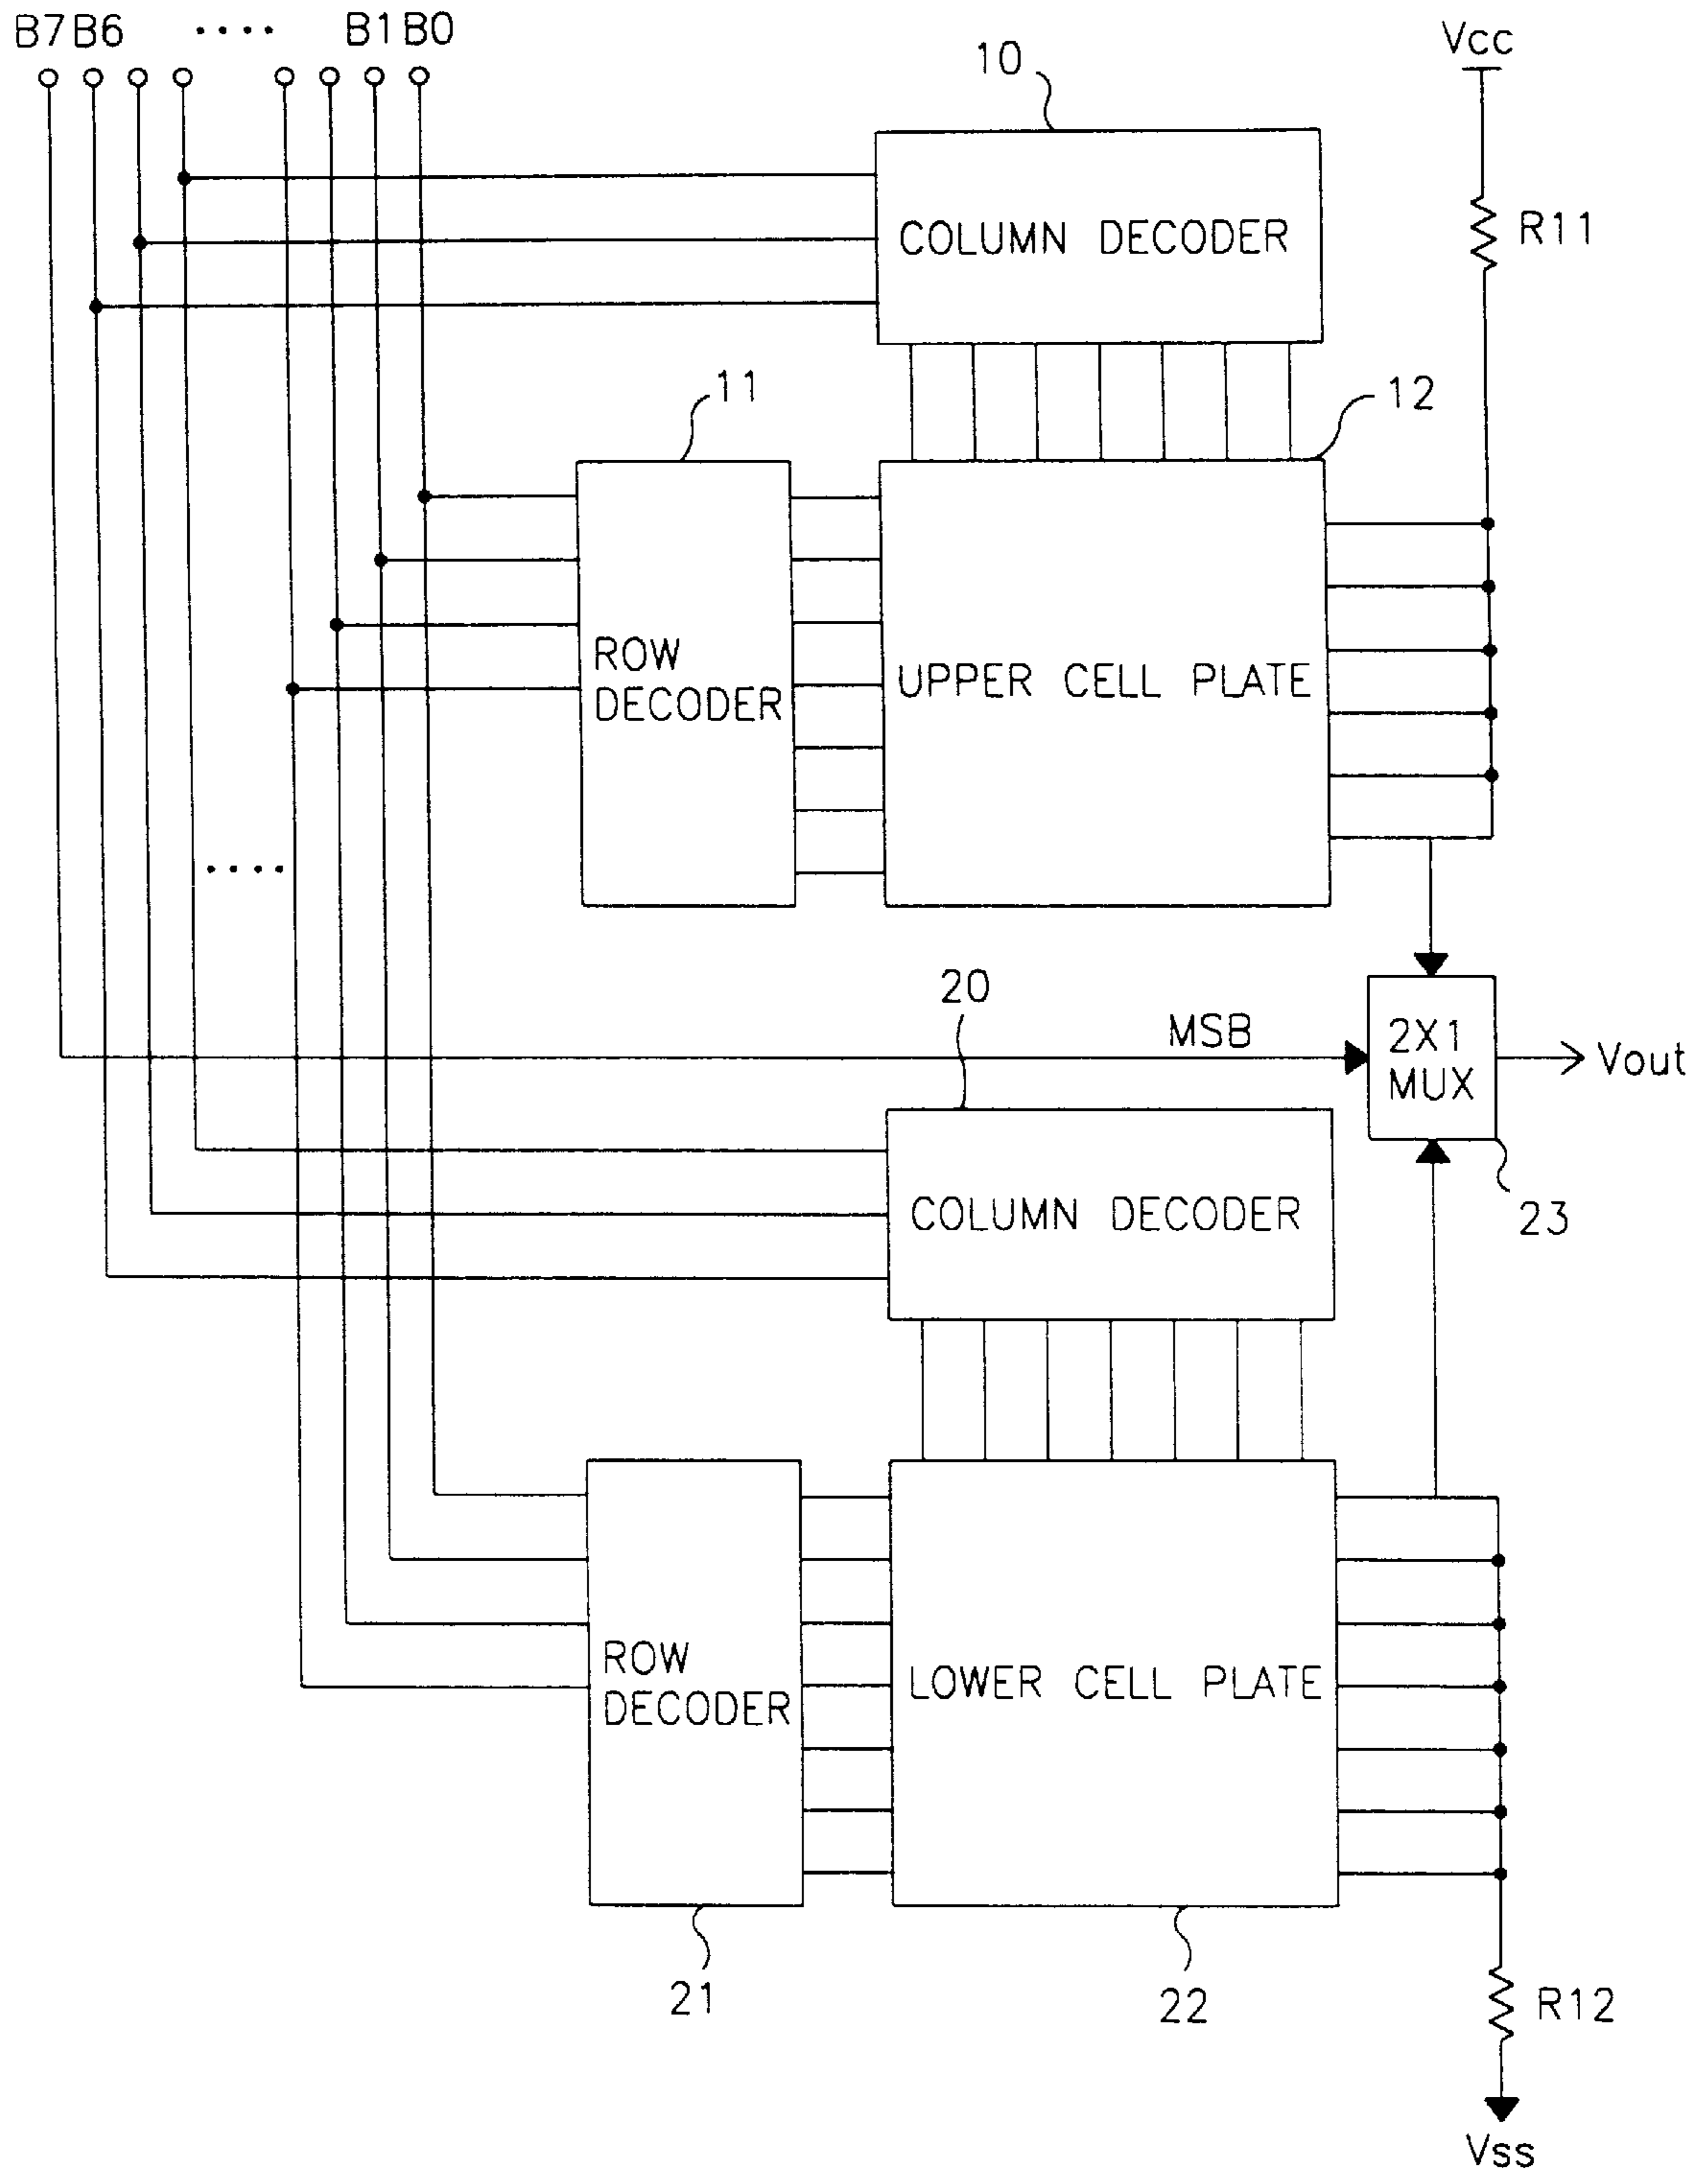 B7 B6 .... B1 B0
Vcc
10
COLUMN DECODER
R11
11
12
ROW
DECODER
UPPER CELL PLATE
....
20
MSB
2X1
MUX
Vout
COLUMN DECODER
23
ROW
DECODER
LOWER CELL PLATE
21
22
R12
Vss